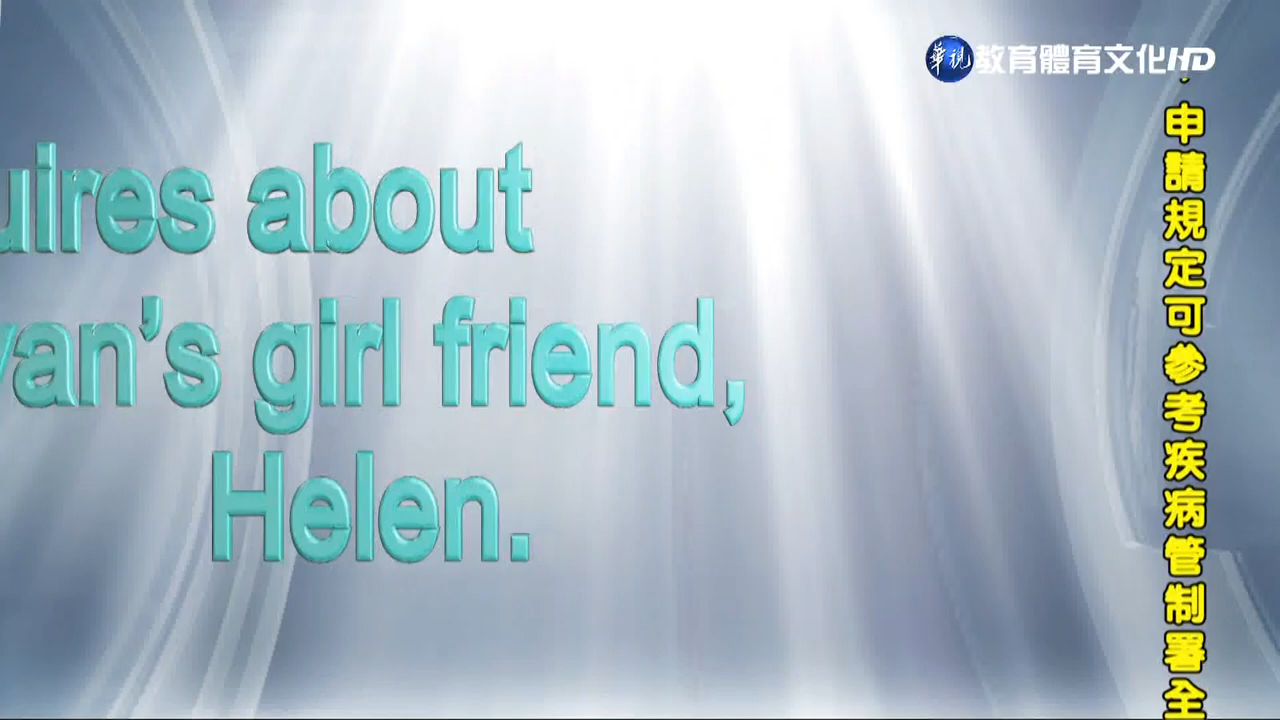 華視 教育體育文化HD
uires about
van's girl friend,
Helen.
，申請規定可參考疾病管制署全